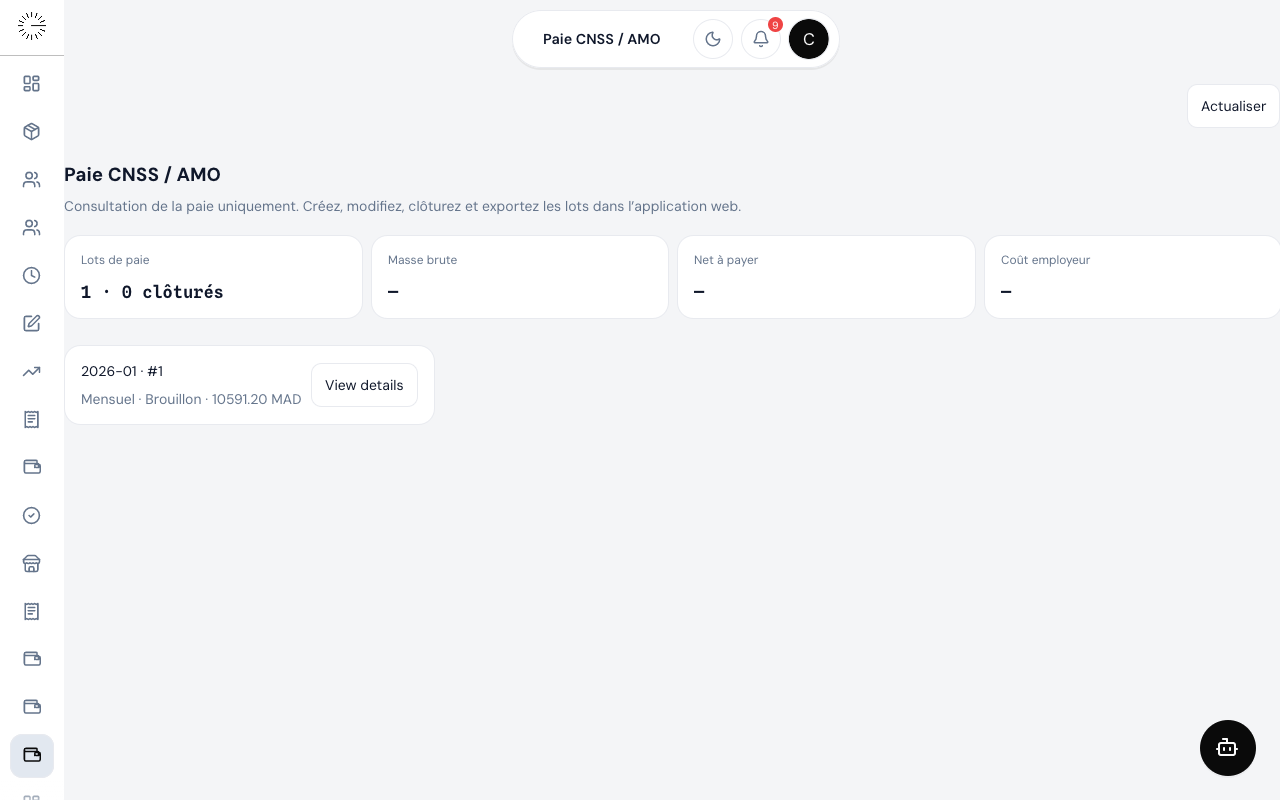 Paie CNSS / AMO
9
C
Actualiser
Paie CNSS / AMO
Consultation de la paie uniquement. Créez, modifiez, clôturez et exportez les lots dans l’application web.
Lots de paie
1 · 0 clôturés
Masse brute
—
Net à payer
—
Coût employeur
—
2026-01 · #1
Mensuel · Brouillon · 10591.20 MAD
View details